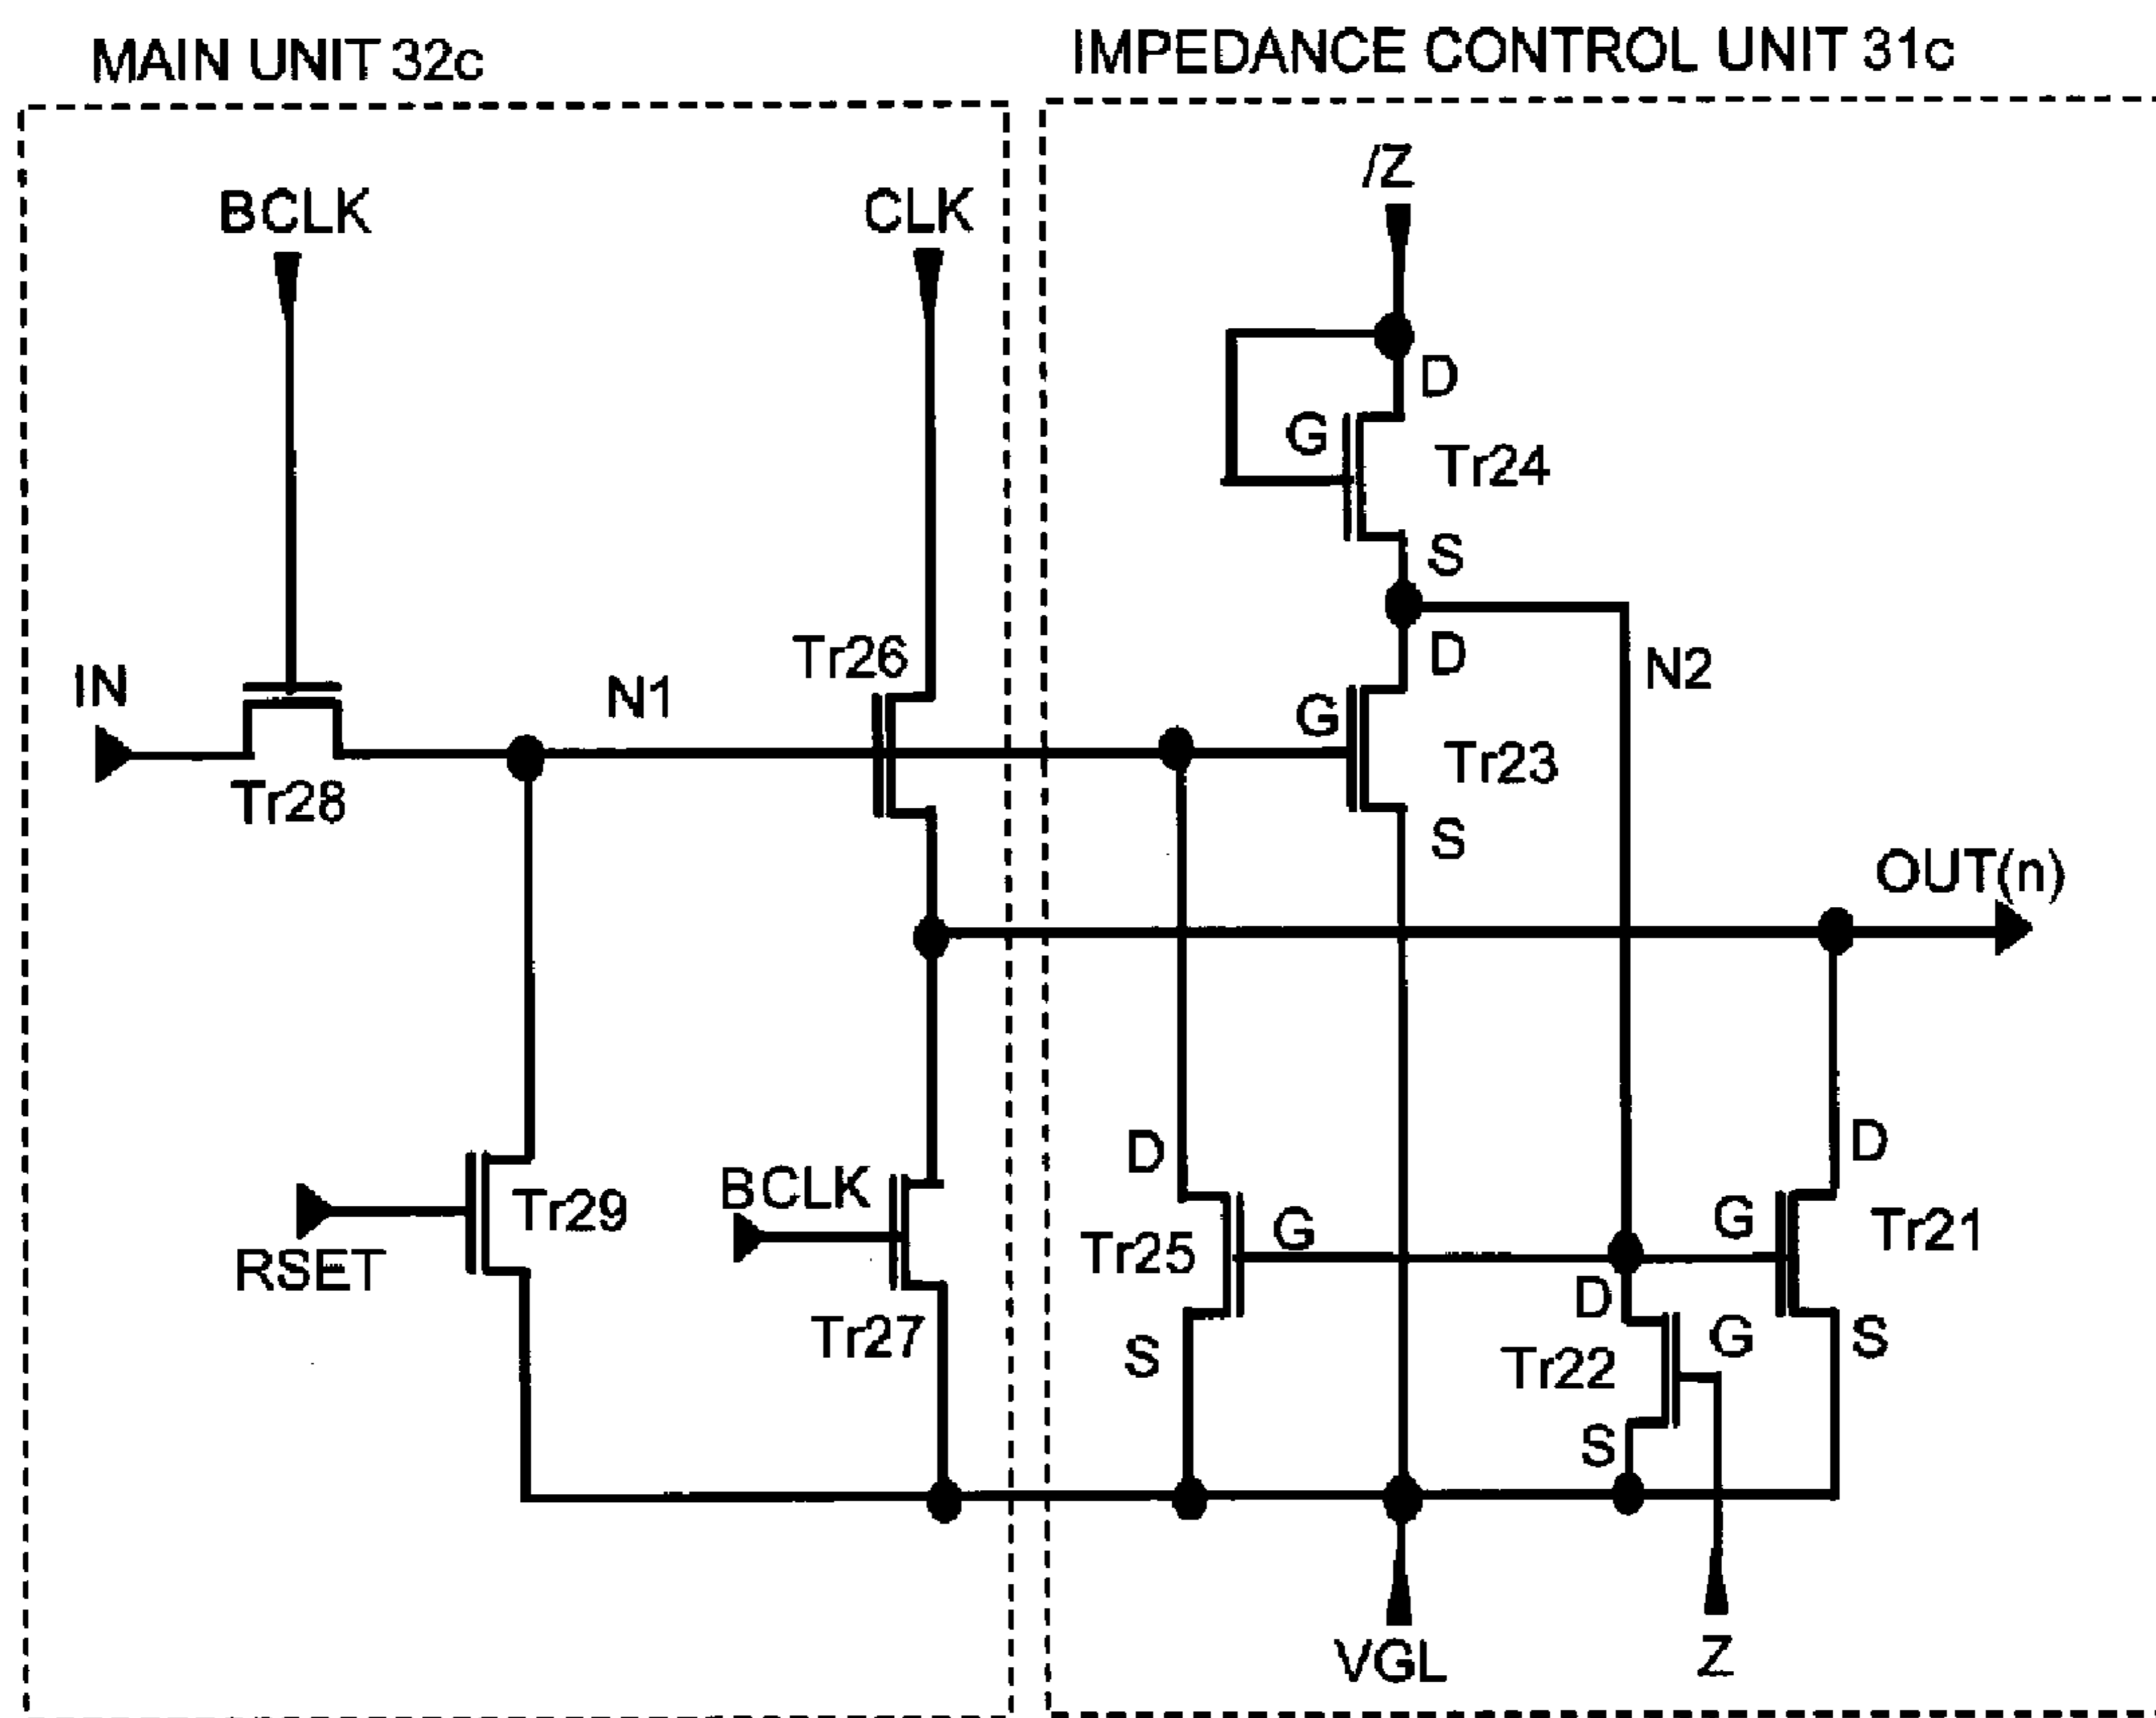 MAIN UNIT 32c
IMPEDANCE CONTROL UNIT 31c
/Z
BCLK
CLK
D
G
Tr24
S
Tr26
D
N2
IN
N1
G
Tr23
Tr28
S
OUT(n)
D
D
BCLK
Tr29
G
G
Tr21
Tr25
RSET
D
Tr27
S
G
S
Tr22
S
VGL
Z